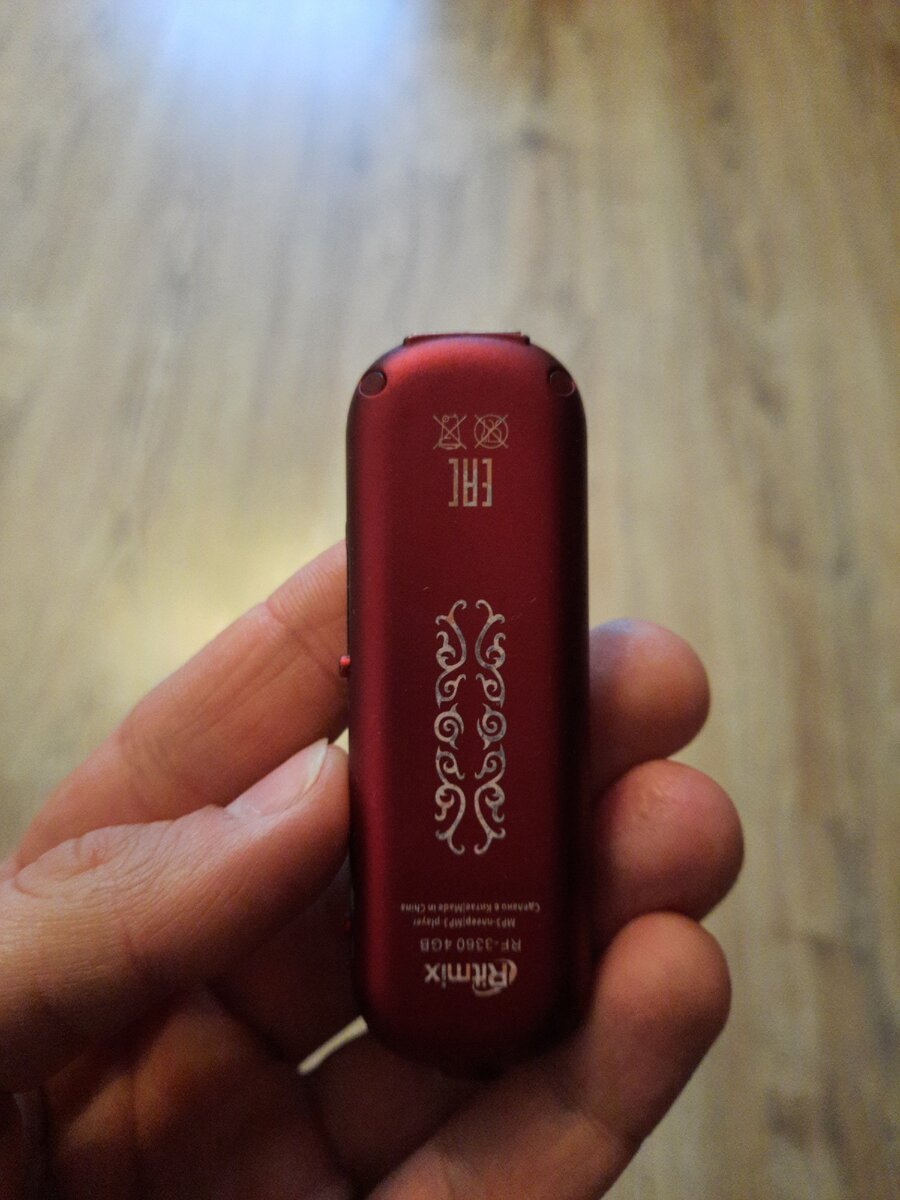 Ritmix
RF-3360 4GB
MP3-плеер|MP3 player
Сделано в Китае|Made in China
EAC